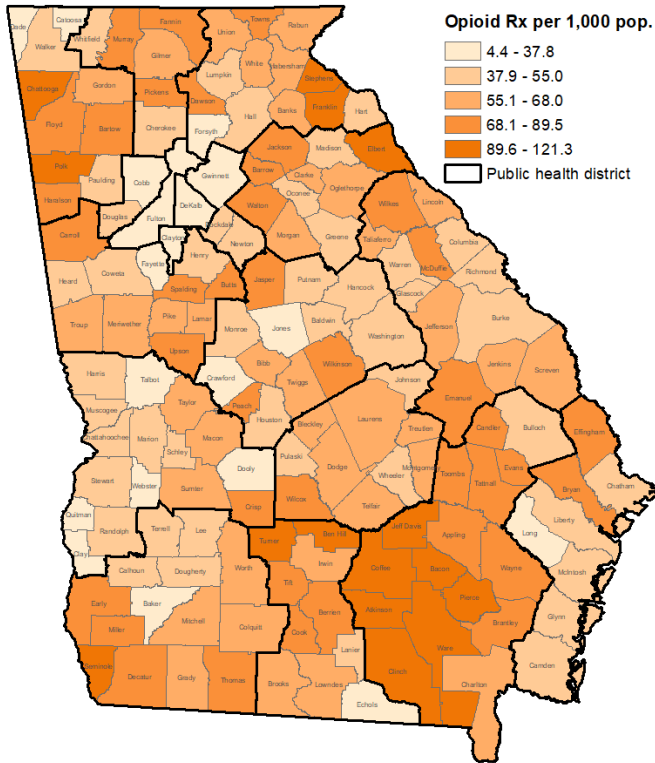 Opioid Rx per 1,000 pop.
4.4 - 37.8
37.9 - 55.0
55.1 - 68.0
68.1 - 89.5
89.6 - 121.3
Public health district
Dade
Catoosa
Walker
Whitfield
Murray
Fannin
Gilmer
Union
Towns
Rabun
White
Habersham
Lumpkin
Stephens
Chattooga
Gordon
Pickens
Dawson
Franklin
Hart
Banks
Hall
Floyd
Bartow
Cherokee
Forsyth
Jackson
Madison
Elbert
Polk
Paulding
Cobb
Gwinnett
Barrow
Clarke
Oglethorpe
Oconee
Haralson
Douglas
Fulton
DeKalb
Walton
Wilkes
Lincoln
Carroll
Clayton
Rockdale
Newton
Morgan
Greene
Taliaferro
Columbia
McDuffie
Fayette
Henry
Heard
Coweta
Spalding
Butts
Jasper
Putnam
Hancock
Warren
Richmond
Glascock
Troup
Meriwether
Pike
Lamar
Monroe
Jones
Baldwin
Washington
Jefferson
Burke
Upson
Harris
Talbot
Crawford
Bibb
Wilkinson
Twiggs
Johnson
Jenkins
Screven
Emanuel
Muscogee
Taylor
Peach
Houston
Chattahoochee
Marion
Macon
Schley
Bleckley
Laurens
Treutlen
Candler
Bulloch
Effingham
Stewart
Webster
Sumter
Dooly
Pulaski
Dodge
Wheeler
Montgomery
Toombs
Tattnall
Evans
Bryan
Chatham
Crisp
Wilcox
Telfair
Quitman
Randolph
Clay
Terrell
Lee
Turner
Ben Hill
Jeff Davis
Appling
Long
Liberty
Calhoun
Dougherty
Worth
Irwin
Tift
Coffee
Bacon
Wayne
McIntosh
Early
Baker
Mitchell
Colquitt
Berrien
Atkinson
Pierce
Brantley
Glynn
Miller
Cook
Lanier
Ware
Seminole
Decatur
Grady
Thomas
Brooks
Lowndes
Clinch
Charlton
Camden
Echols